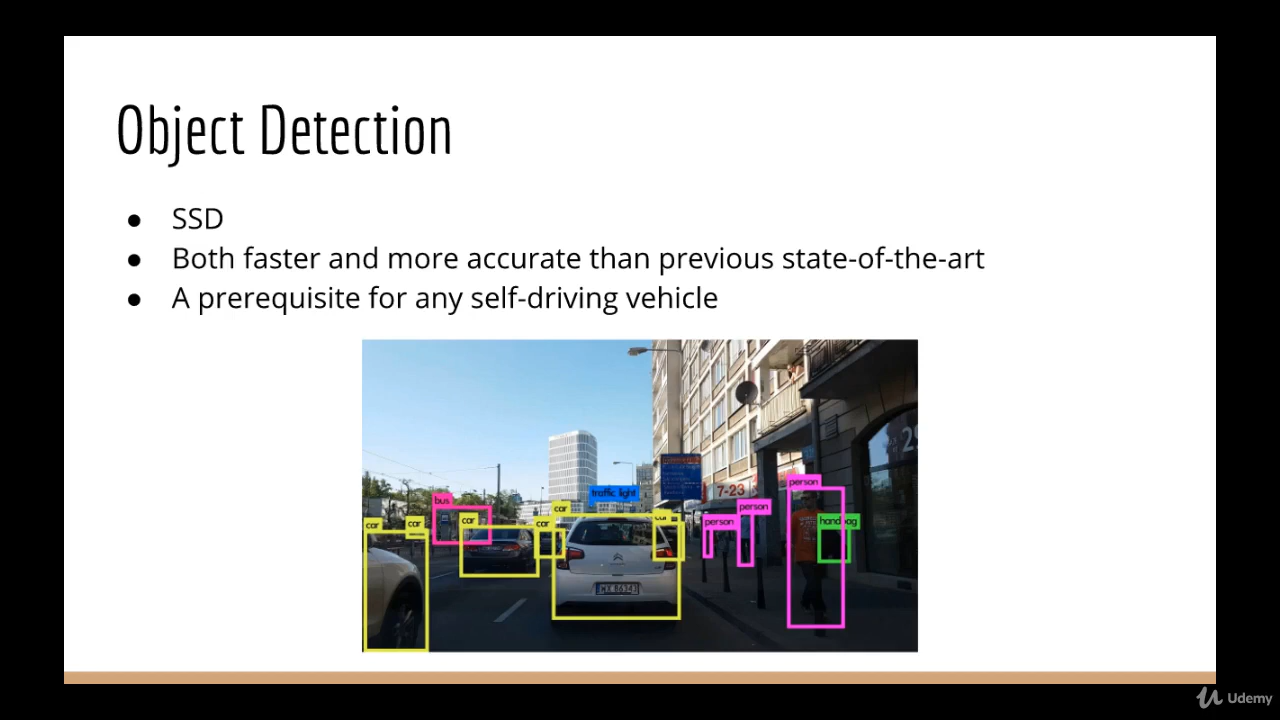 Object Detection
● SSD
● Both faster and more accurate than previous state-of-the-art
● A prerequisite for any self-driving vehicle
person
bus
traffic light
7-23
car
person
car
car
car
car
car
person
handbag
Udemy